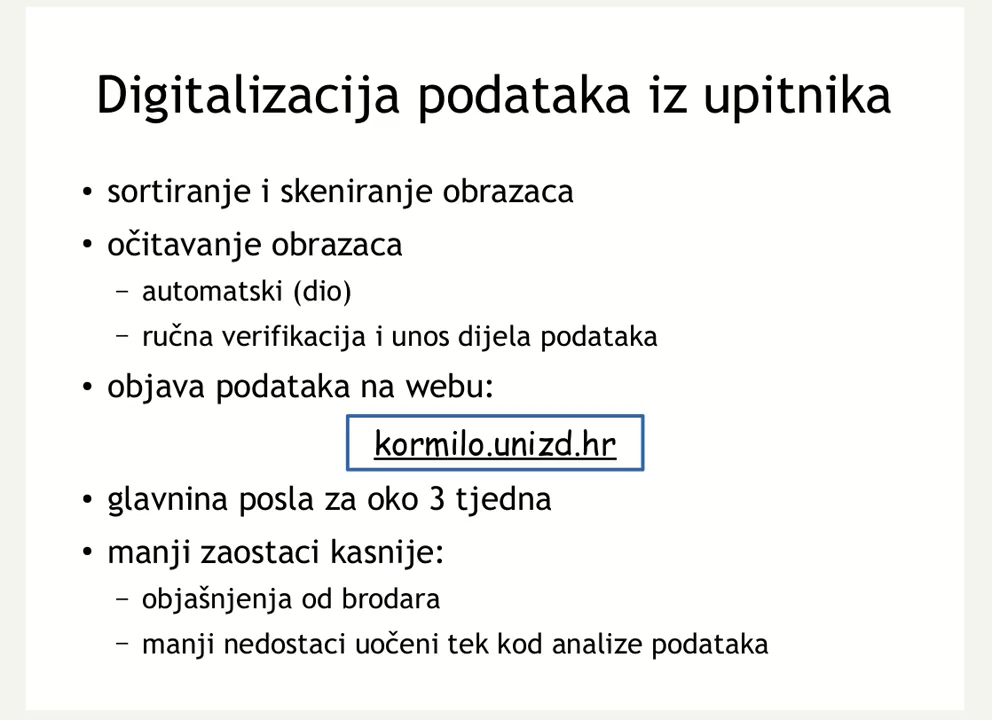 Digitalizacija podataka iz upitnika
• sortiranje i skeniranje obrazaca
• očitavanje obrazaca
– automatski (dio)
– ručna verifikacija i unos dijela podataka
• objava podataka na webu:
kormilo.unizd.hr
• glavnina posla za oko 3 tjedna
• manji zaostaci kasnije:
– objašnjenja od brodara
– manji nedostaci uočeni tek kod analize podataka